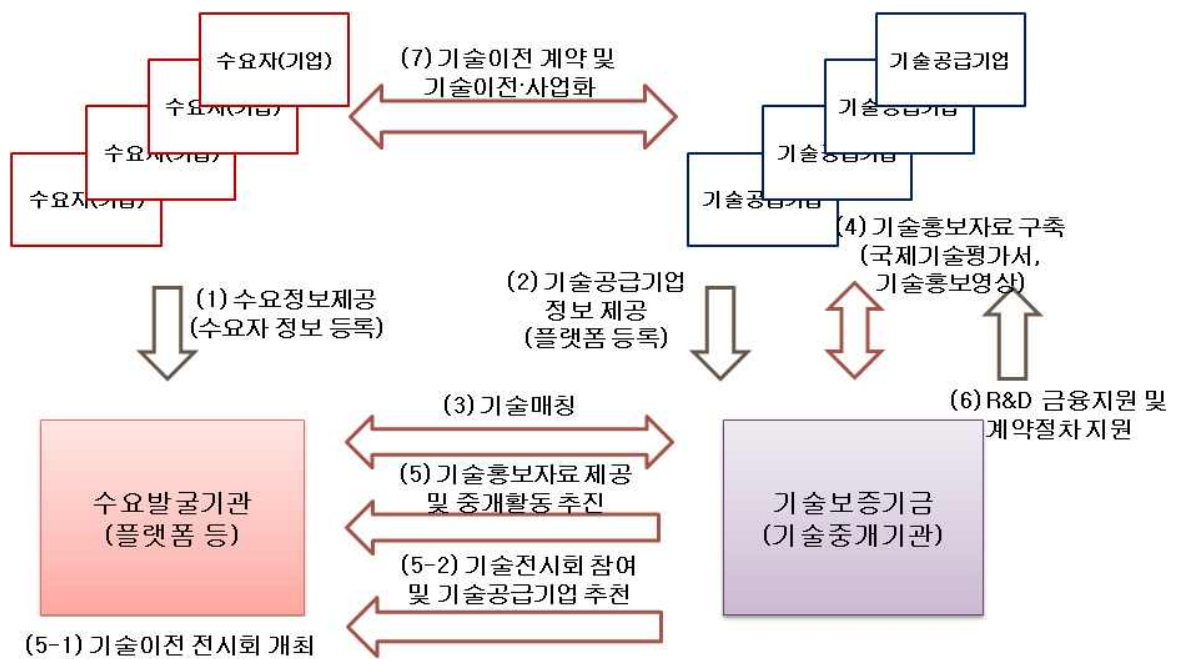 수요자(기업)
수요자(기업)
수요자(기업)
수요자(기업)
(7) 기술이전 계약 및
기술이전·사업화
기술공급기업
기술공급기업
기술공급기업
기술공급기업
(1) 수요정보제공
(수요자 정보 등록)
(2) 기술공급기업
정보 제공
(플랫폼 등록)
(4) 기술홍보자료 구축
(국제기술평가서,
기술홍보영상)
(3) 기술매칭
(6) R&D 금융지원 및
계약절차 지원
수요발굴기관
(플랫폼 등)
(5) 기술홍보자료 제공
및 중개활동 추진
기술보증기금
(기술중개기관)
(5-2) 기술전시회 참여
및 기술공급기업 추천
(5-1) 기술이전 전시회 개최